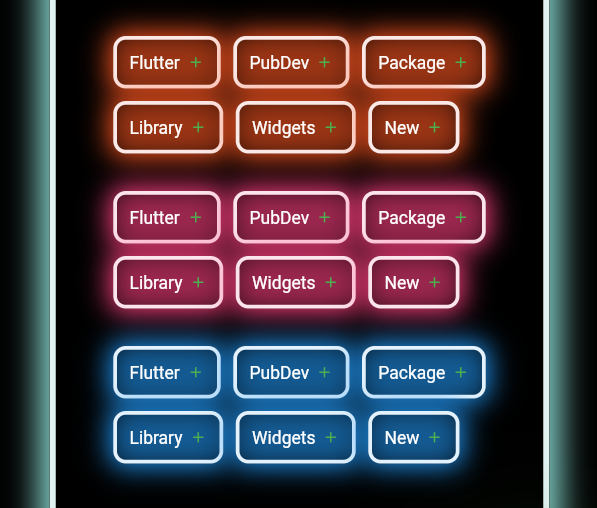 Flutter + PubDev + Package +
Library + Widgets + New +
Flutter + PubDev + Package +
Library + Widgets + New +
Flutter + PubDev + Package +
Library + Widgets + New +